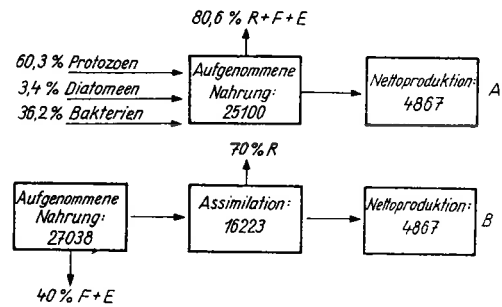 80,6 % R+F+E
60,3 % Protozoen
3,4 % Diatomeen
36,2 % Bakterien
Aufgenommene
Nahrung:
25100
Nettoproduktion:
4867
A
70% R
Aufgenommene
Nahrung:
27038
Assimilation:
16223
Nettoproduktion:
4867
B
40 % F+E